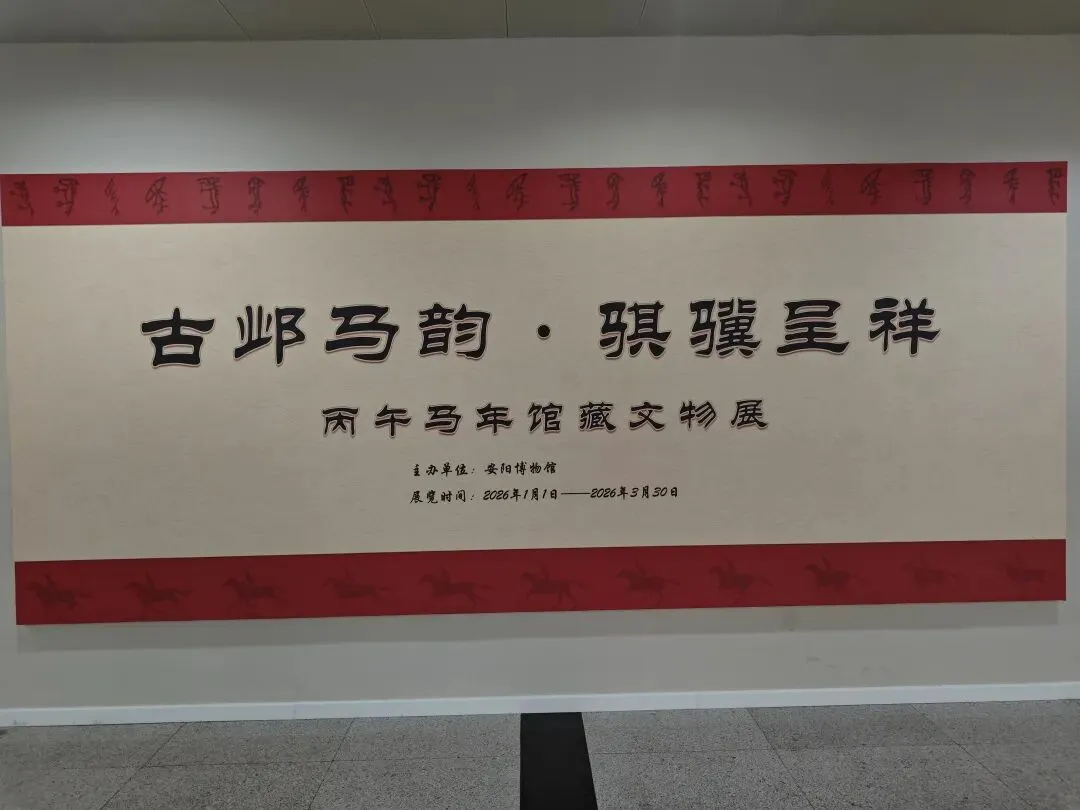 古邺马韵·骐骥呈祥
丙午马年馆藏文物展
主办单位：安阳博物馆
展览时间：2026年1月1日——2026年3月30日